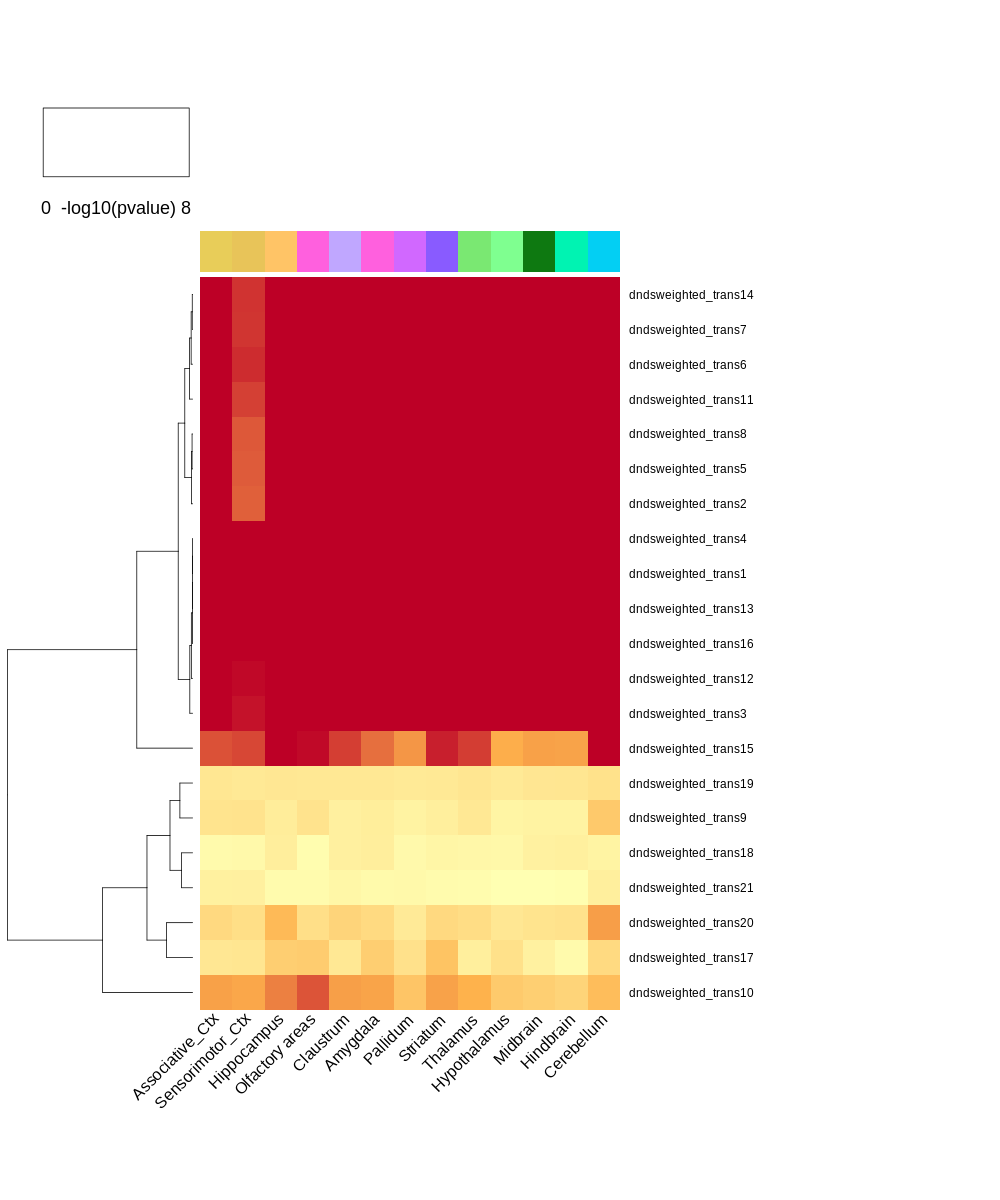 0 -log10(pvalue) 8
dndsweighted_trans14
dndsweighted_trans7
dndsweighted_trans6
dndsweighted_trans11
dndsweighted_trans8
dndsweighted_trans5
dndsweighted_trans2
dndsweighted_trans4
dndsweighted_trans1
dndsweighted_trans13
dndsweighted_trans16
dndsweighted_trans12
dndsweighted_trans3
dndsweighted_trans15
dndsweighted_trans19
dndsweighted_trans9
dndsweighted_trans18
dndsweighted_trans21
dndsweighted_trans20
dndsweighted_trans17
dndsweighted_trans10
Associative_Ctx
Sensorimotor_Ctx
Hippocampus
Olfactory areas
Claustrum
Amygdala
Pallidum
Striatum
Thalamus
Hypothalamus
Midbrain
Hindbrain
Cerebellum